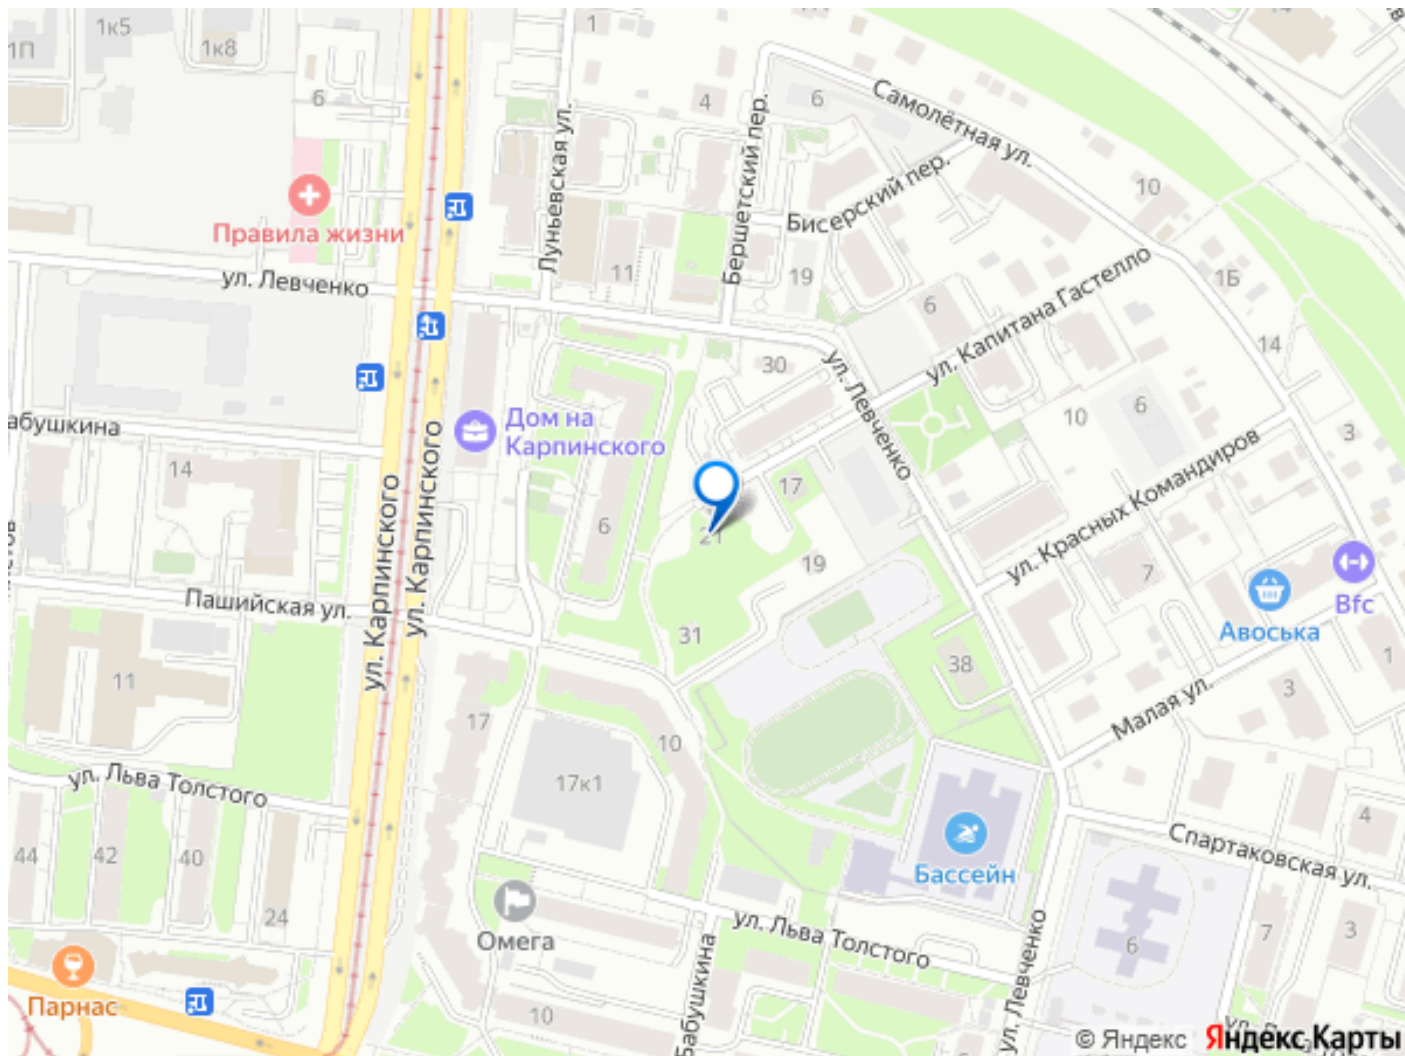 1П
1к5
1к8
6
1
4
6
Самолётная ул.
Луньевская ул.
Бершетский пер.
Бисерский пер.
10
Правила жизни
ул. Левченко
11
19
1Б
6
ул. Капитана Гастелло
14
30
ул. Левченко
Дом на
Карпинского
абушкина
14
10
6
3
ул. Карпинского
ул. Карпинского
6
17
21
19
ул. Красных Командиров
7
Bfc
Авоська
Пашийская ул.
31
38
11
1
3
Малая ул.
17
10
17к1
ул. Льва Толстого
44
42
40
24
4
Спартаковская ул.
Бассейн
Омега
ул. Льва Толстого
ул. Левченко
6
7
3
Парнас
10
Бабушкина
© Яндекс Яндекс Карты